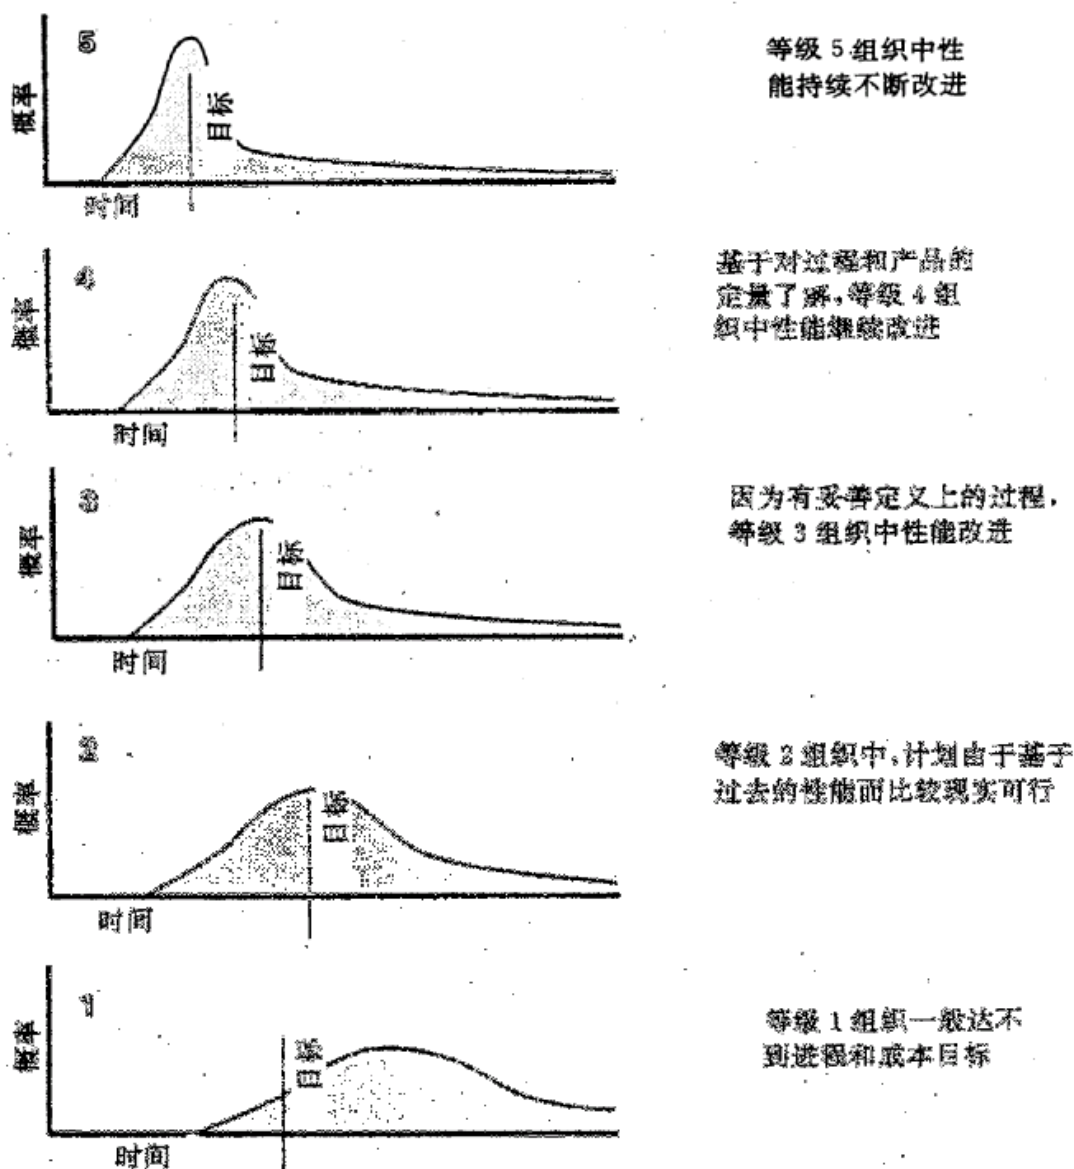 5
等级 5 组织中性
能持续不断改进
概率
目标
时间
4
基于对过程和产品的
定量了解,等级 4 组
织中性能继续改进
概率
目标
时间
3
因为有妥善定义上的过程,
等级 3 组织中性能改进
概率
目标
时间
2
等级 2 组织中,计划由于基于
过去的性能而比较现实可行
概率
目标
时间
1
等级 1 组织一般达不
到进程和成本目标
概率
目标
时间